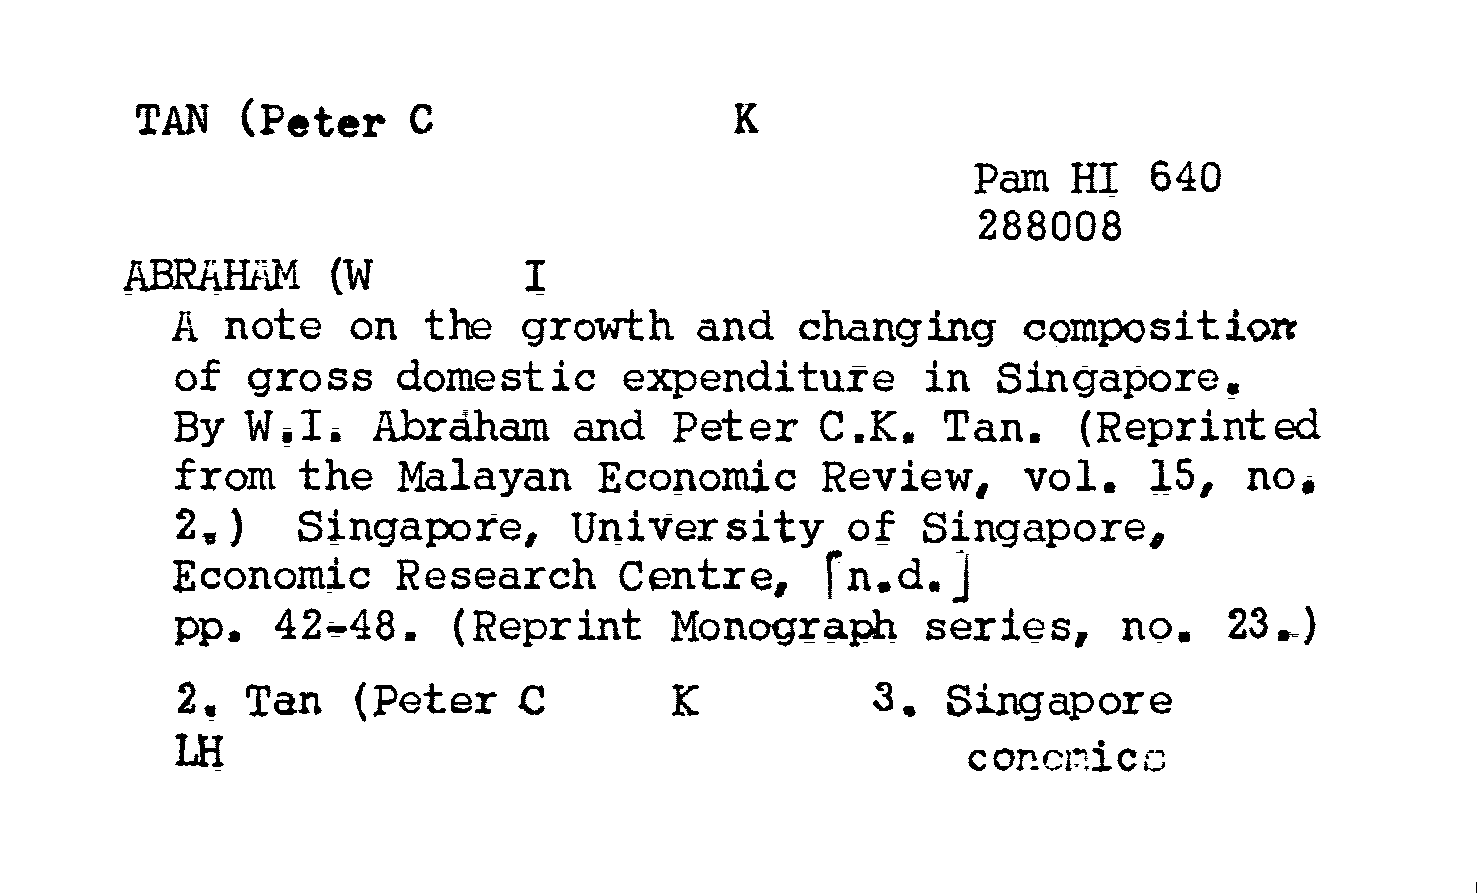 TAN (Peter C K
Pam HI 640
288008
ABRAHAM (W I
A note on the growth and changing composition
of gross domestic expenditure in Singapore.
By W.I. Abraham and Peter C.K. Tan. (Reprinted
from the Malayan Economic Review, vol. 15, no.
2.) Singapore, University of Singapore,
Economic Research Centre, [n.d.]
pp. 42-48. (Reprint Monograph series, no. 23.)
2. Tan (Peter C K 3. Singapore
LH conomics